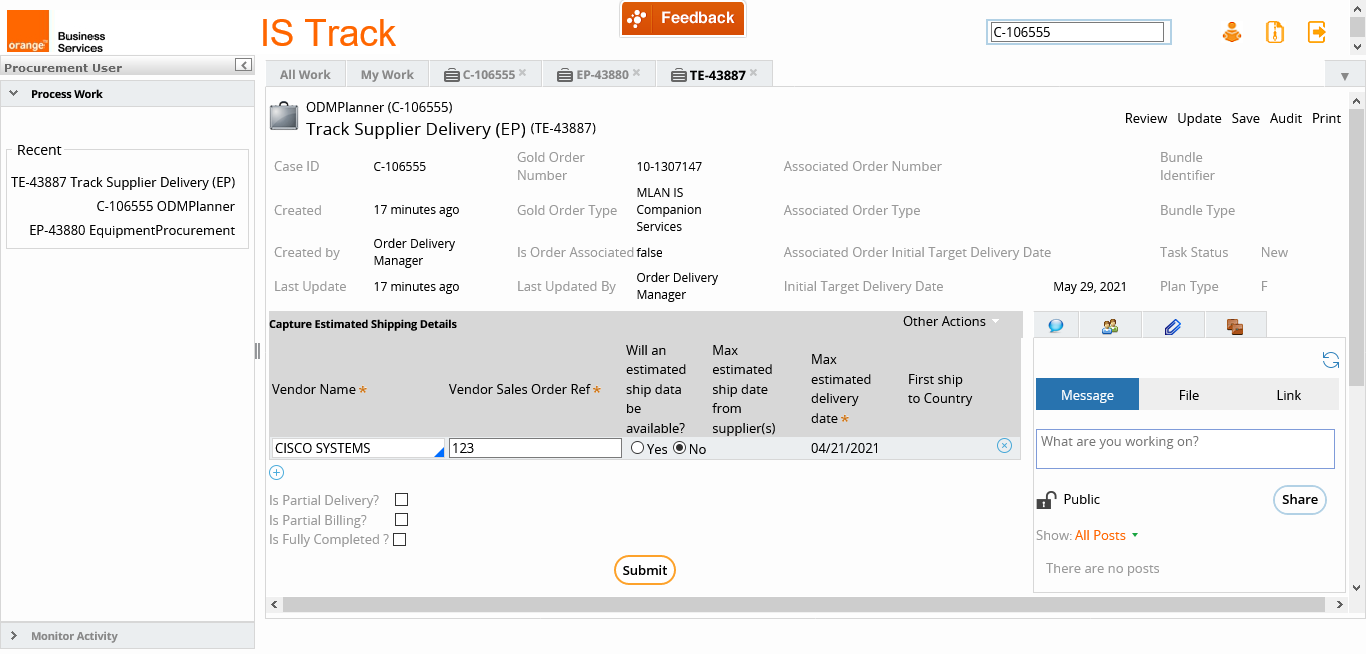 orange™
Business
Services
IS Track
Feedback
C-106555
Procurement User
Process Work
Recent
TE-43887 Track Supplier Delivery (EP)
C-106555 ODMPlanner
EP-43880 EquipmentProcurement
Monitor Activity
All Work
My Work
C-106555
EP-43880
TE-43887
ODMPlanner (C-106555)
Track Supplier Delivery (EP) (TE-43887)
Review Update Save Audit Print
Case ID
C-106555
Gold Order
Number
10-1307147
Associated Order Number
Bundle
Identifier
Created
17 minutes ago
Gold Order Type
MLAN IS
Companion
Services
Associated Order Type
Bundle Type
Created by
Order Delivery
Manager
Is Order Associated
false
Associated Order Initial Target Delivery Date
Task Status
New
Last Update
17 minutes ago
Last Updated By
Order Delivery
Manager
Initial Target Delivery Date
May 29, 2021
Plan Type
F
Capture Estimated Shipping Details
Other Actions
Vendor Name *
Vendor Sales Order Ref *
Will an
estimated
ship data
be
available?
Max
estimated
ship date
from
supplier(s)
Max
estimated
delivery
date *
First ship
to Country
CISCO SYSTEMS
123
Yes No
04/21/2021
Is Partial Delivery?
Is Partial Billing?
Is Fully Completed ?
Submit
Message
File
Link
What are you working on?
Public
Share
Show: All Posts
There are no posts